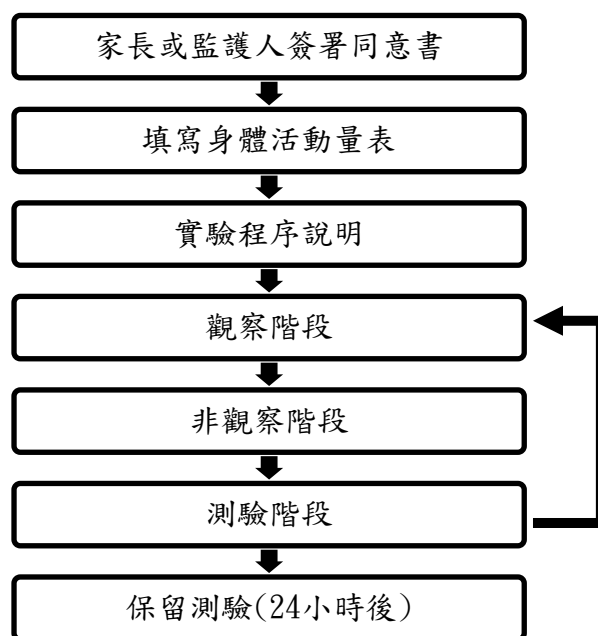 家長或監護人簽署同意書
填寫身體活動量表
實驗程序說明
觀察階段
非觀察階段
測驗階段
保留測驗(24小時後)